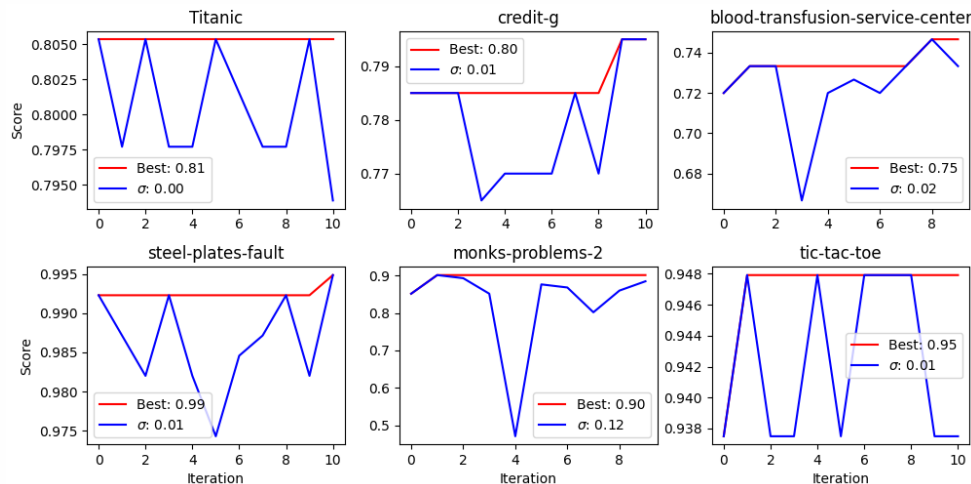 Titanic
Score
0.8050
0.8025
0.8000
0.7975
0.7950
Best: 0.81
σ: 0.00
0 2 4 6 8 10
credit-g
0.79
0.78
0.77
Best: 0.80
σ: 0.01
0 2 4 6 8 10
blood-transfusion-service-center
0.74
0.72
0.70
0.68
Best: 0.75
σ: 0.02
0 2 4 6 8
steel-plates-fault
Score
0.995
0.990
0.985
0.980
0.975
Best: 0.99
σ: 0.01
0 2 4 6 8 10
Iteration
monks-problems-2
0.9
0.8
0.7
0.6
0.5
Best: 0.90
σ: 0.12
0 2 4 6 8
Iteration
tic-tac-toe
0.948
0.946
0.944
0.942
0.940
0.938
Best: 0.95
σ: 0.01
0 2 4 6 8 10
Iteration